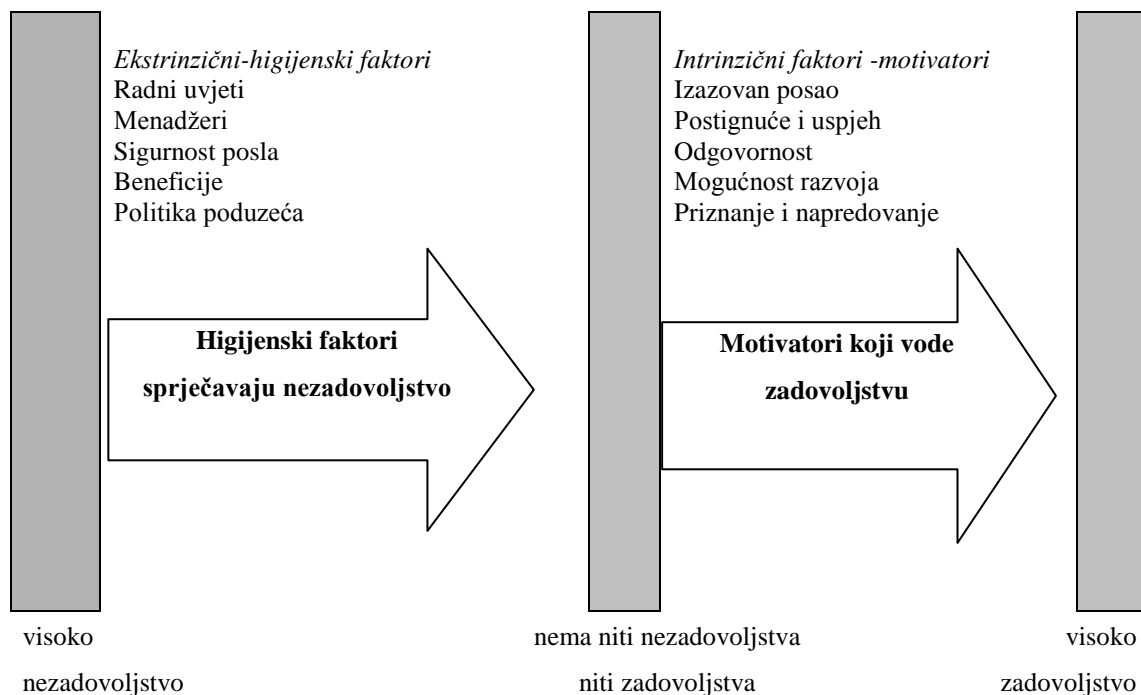 Ekstrinzični-higijenski faktori
Radni uvjeti
Menadžeri
Sigurnost posla
Beneficije
Politika poduzeća
Intrinzični faktori -motivatori
Izazovan posao
Postignuće i uspjeh
Odgovornost
Mogućnost razvoja
Priznanje i napredovanje
Higijenski faktori
sprječavaju nezadovoljstvo
Motivatori koji vode
zadovoljstvu
visoko
nezadovoljstvo
nema niti nezadovoljstva
niti zadovoljstva
visoko
zadovoljstvo